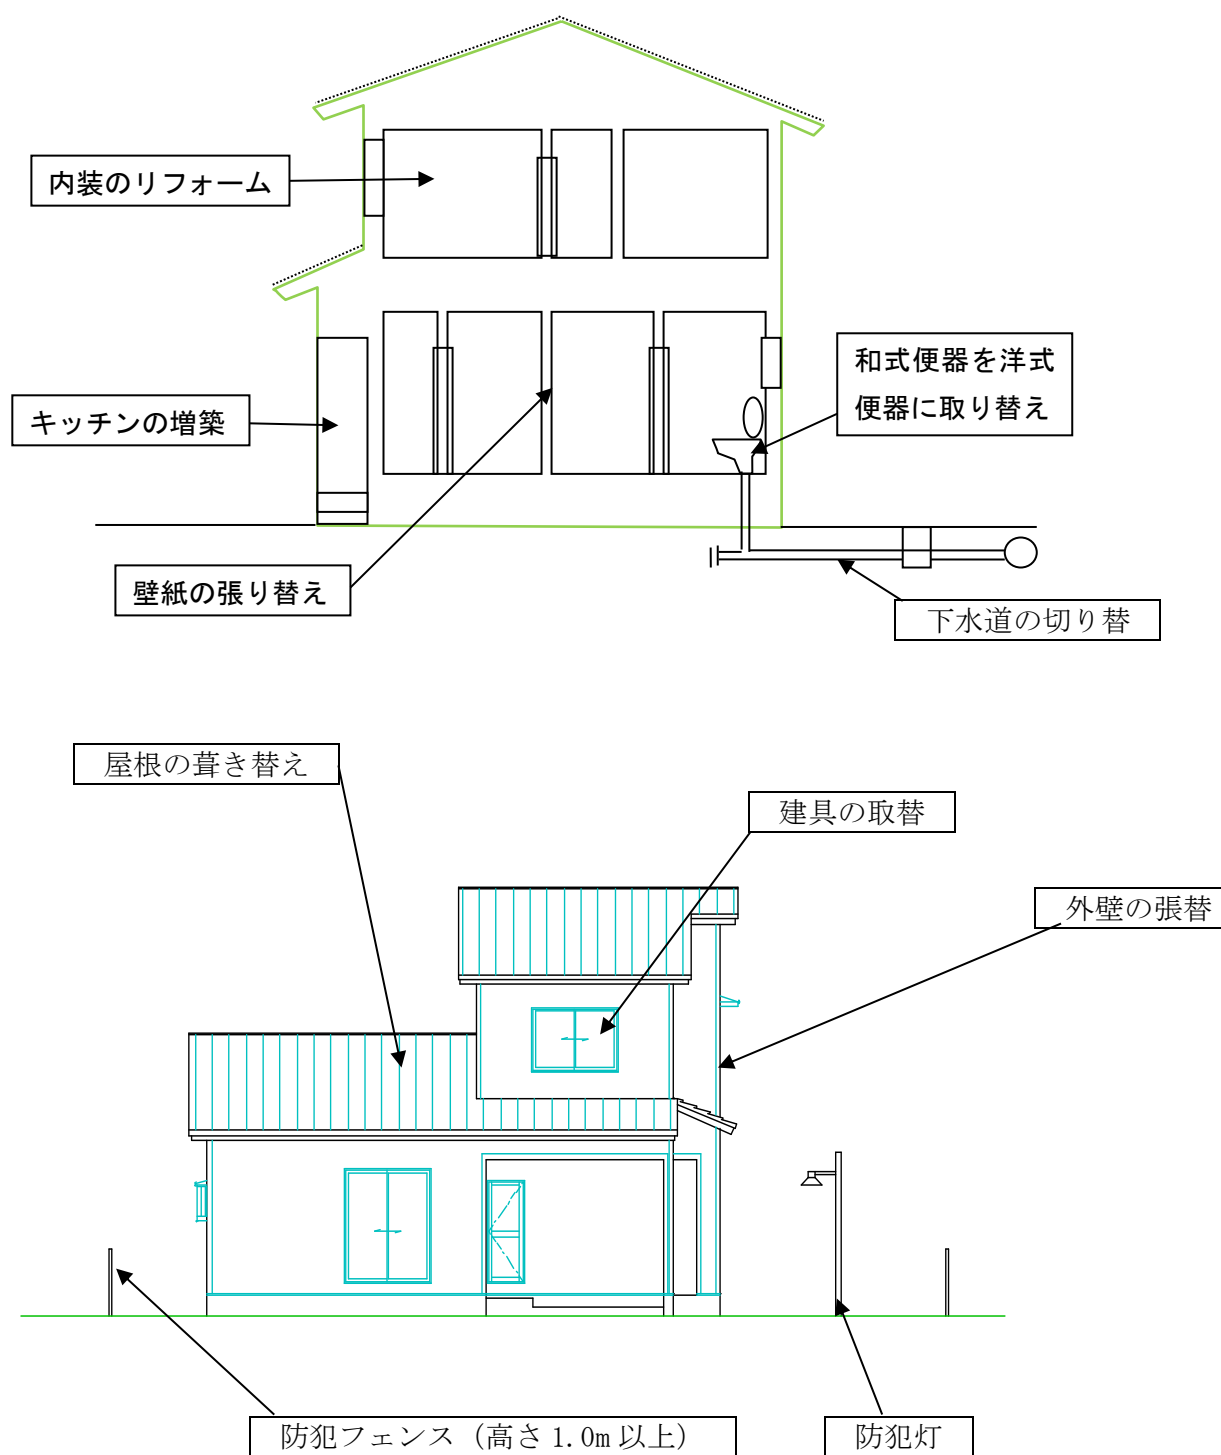 内装のリフォーム
和式便器を洋式
便器に取り替え
キッチンの増築
壁紙の張り替え
下水道の切り替
屋根の葺き替え
建具の取替
外壁の張替
防犯フェンス（高さ 1.0m 以上）
防犯灯